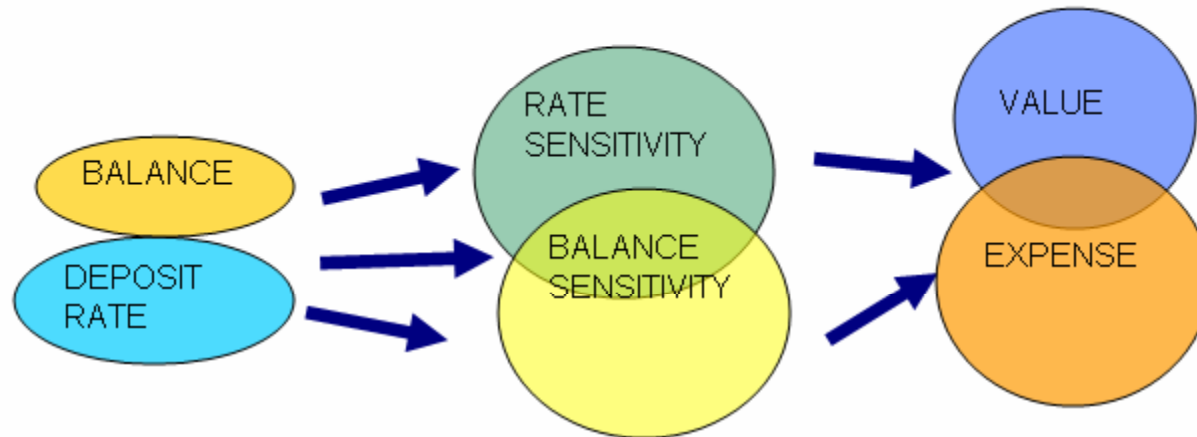 BALANCE
DEPOSIT
RATE
RATE
SENSITIVITY
BALANCE
SENSITIVITY
VALUE
EXPENSE